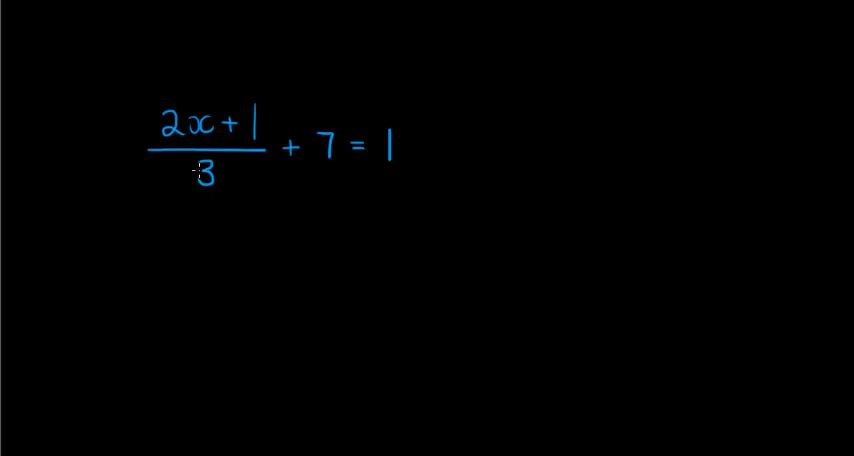 (2x + 1)/3 + 7 = 1